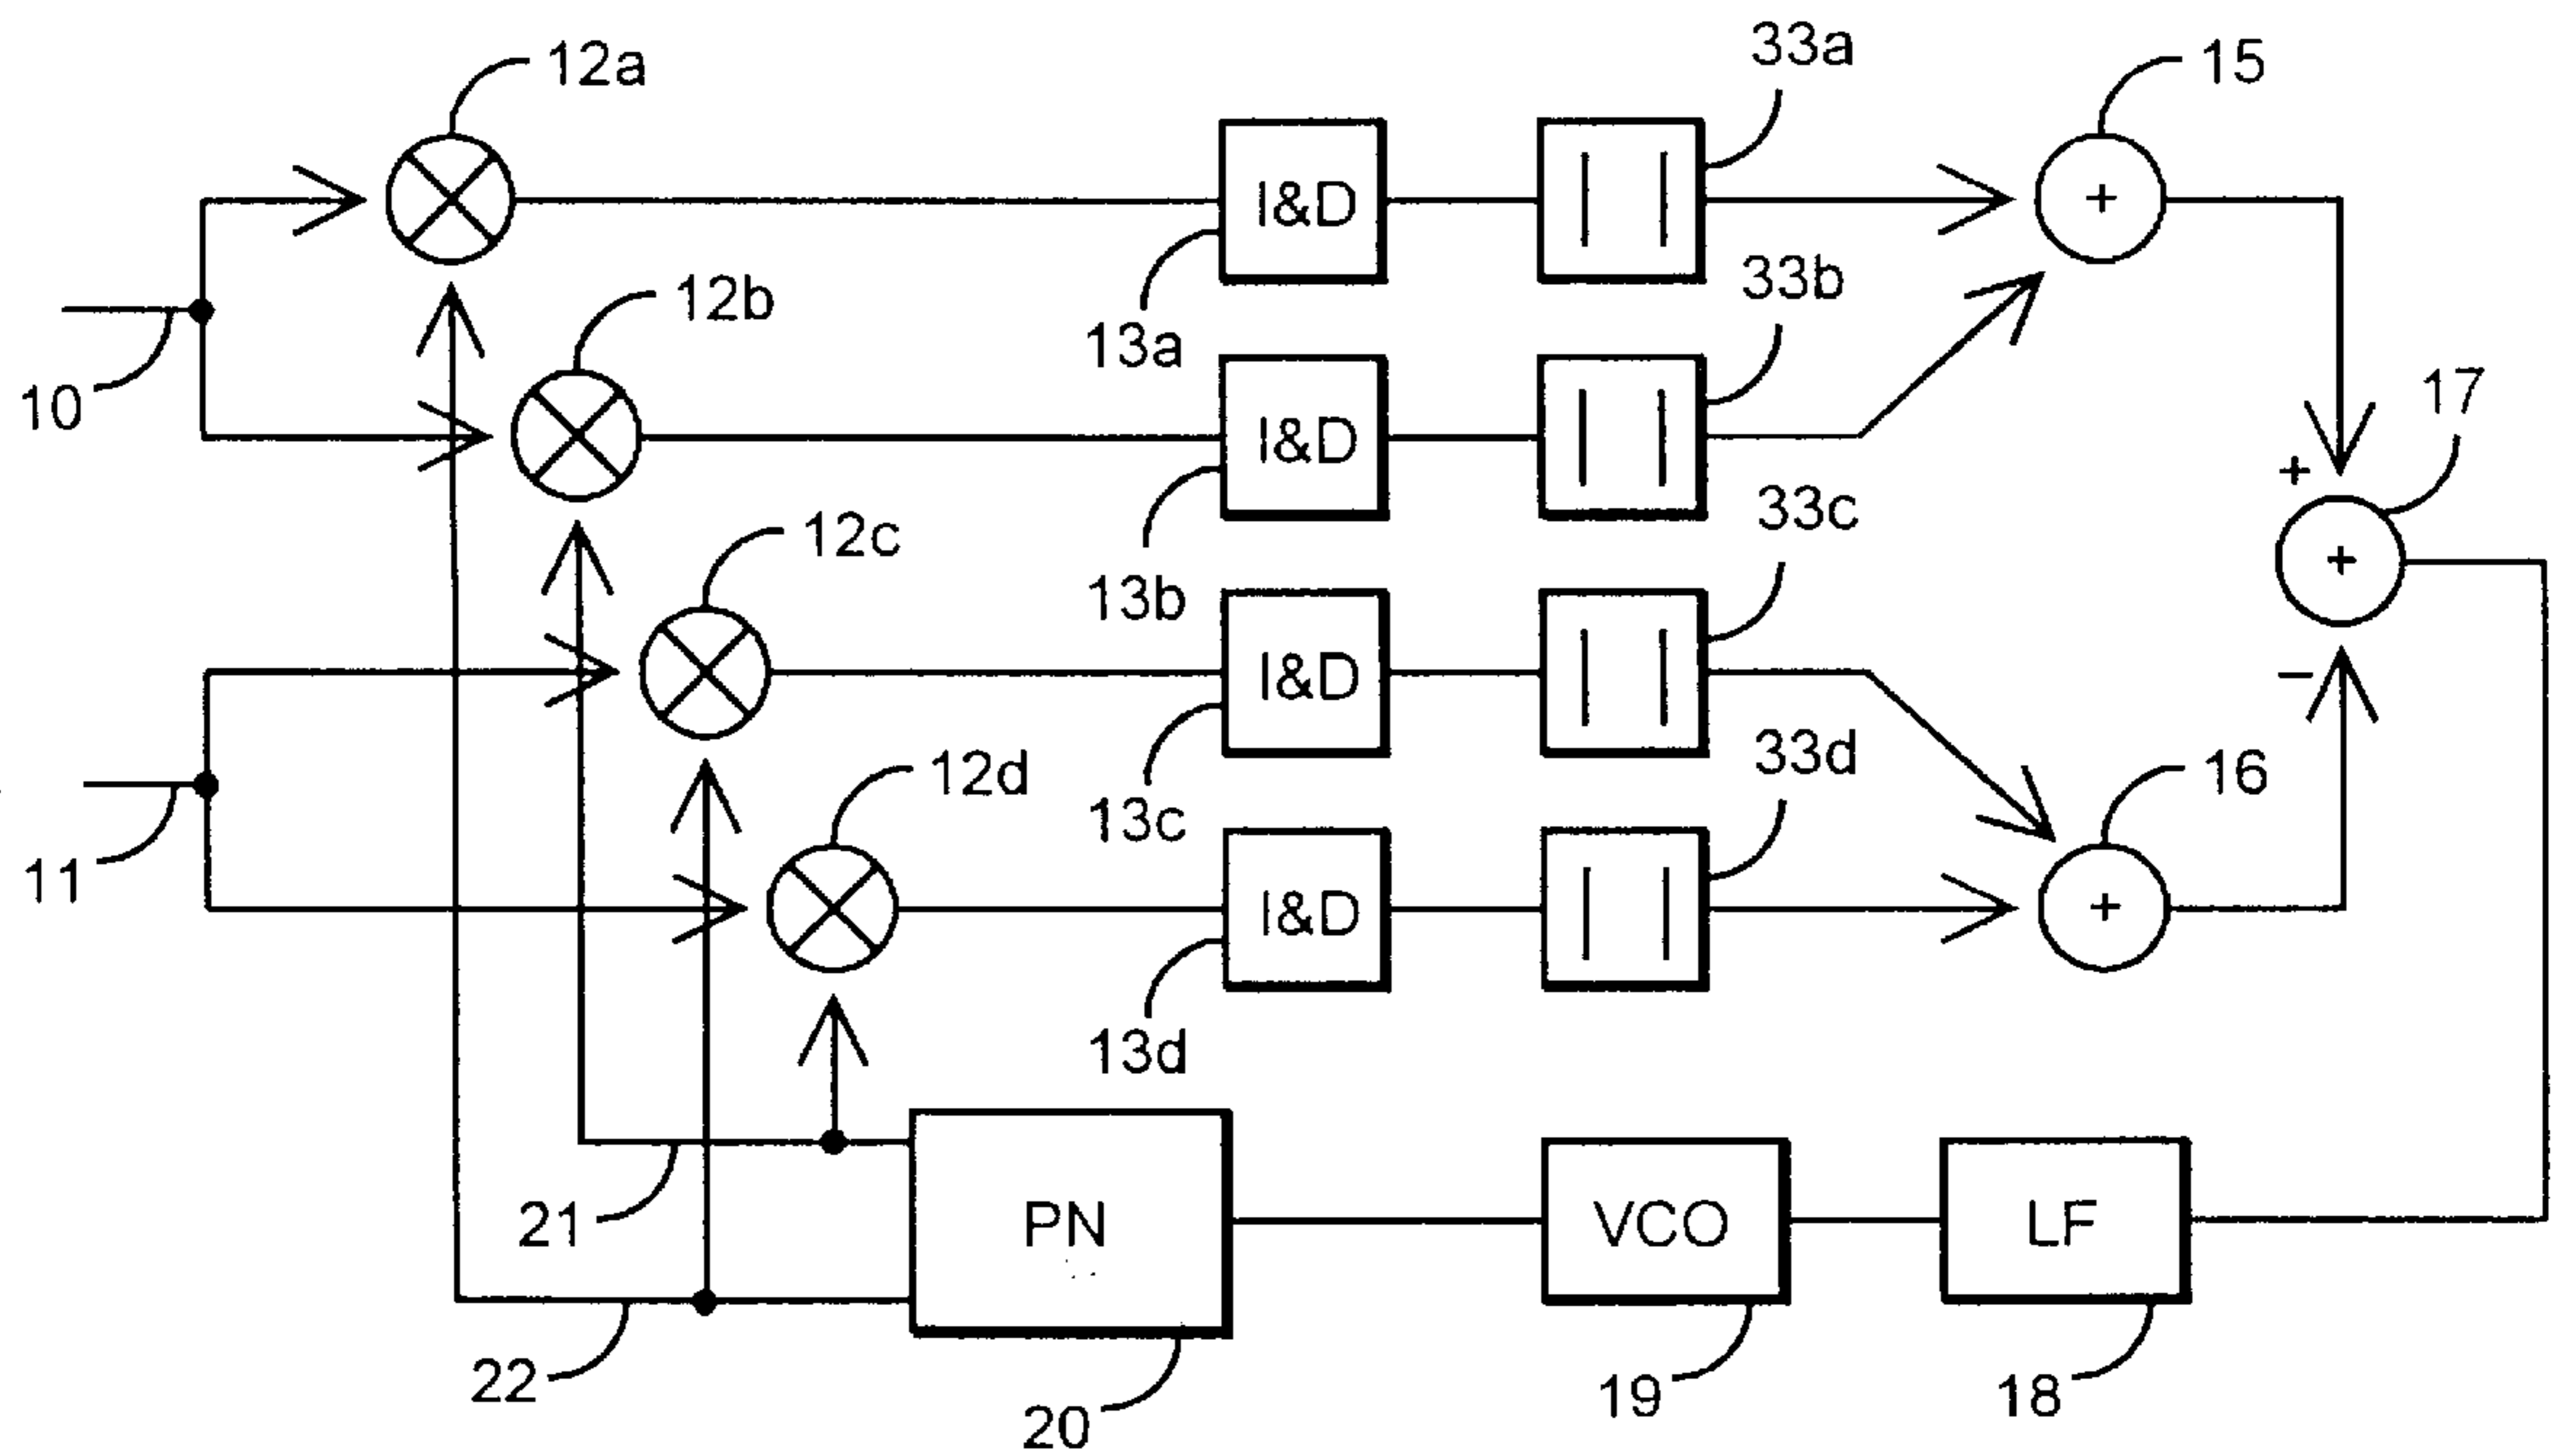 12a
33a
15
I&D
+
12b
33b
10
13a
17
I&D
+
12c
33c
+
13b
I&D
−
12d
33d
16
11
13c
I&D
+
13d
21
PN
VCO
LF
22
20
19
18